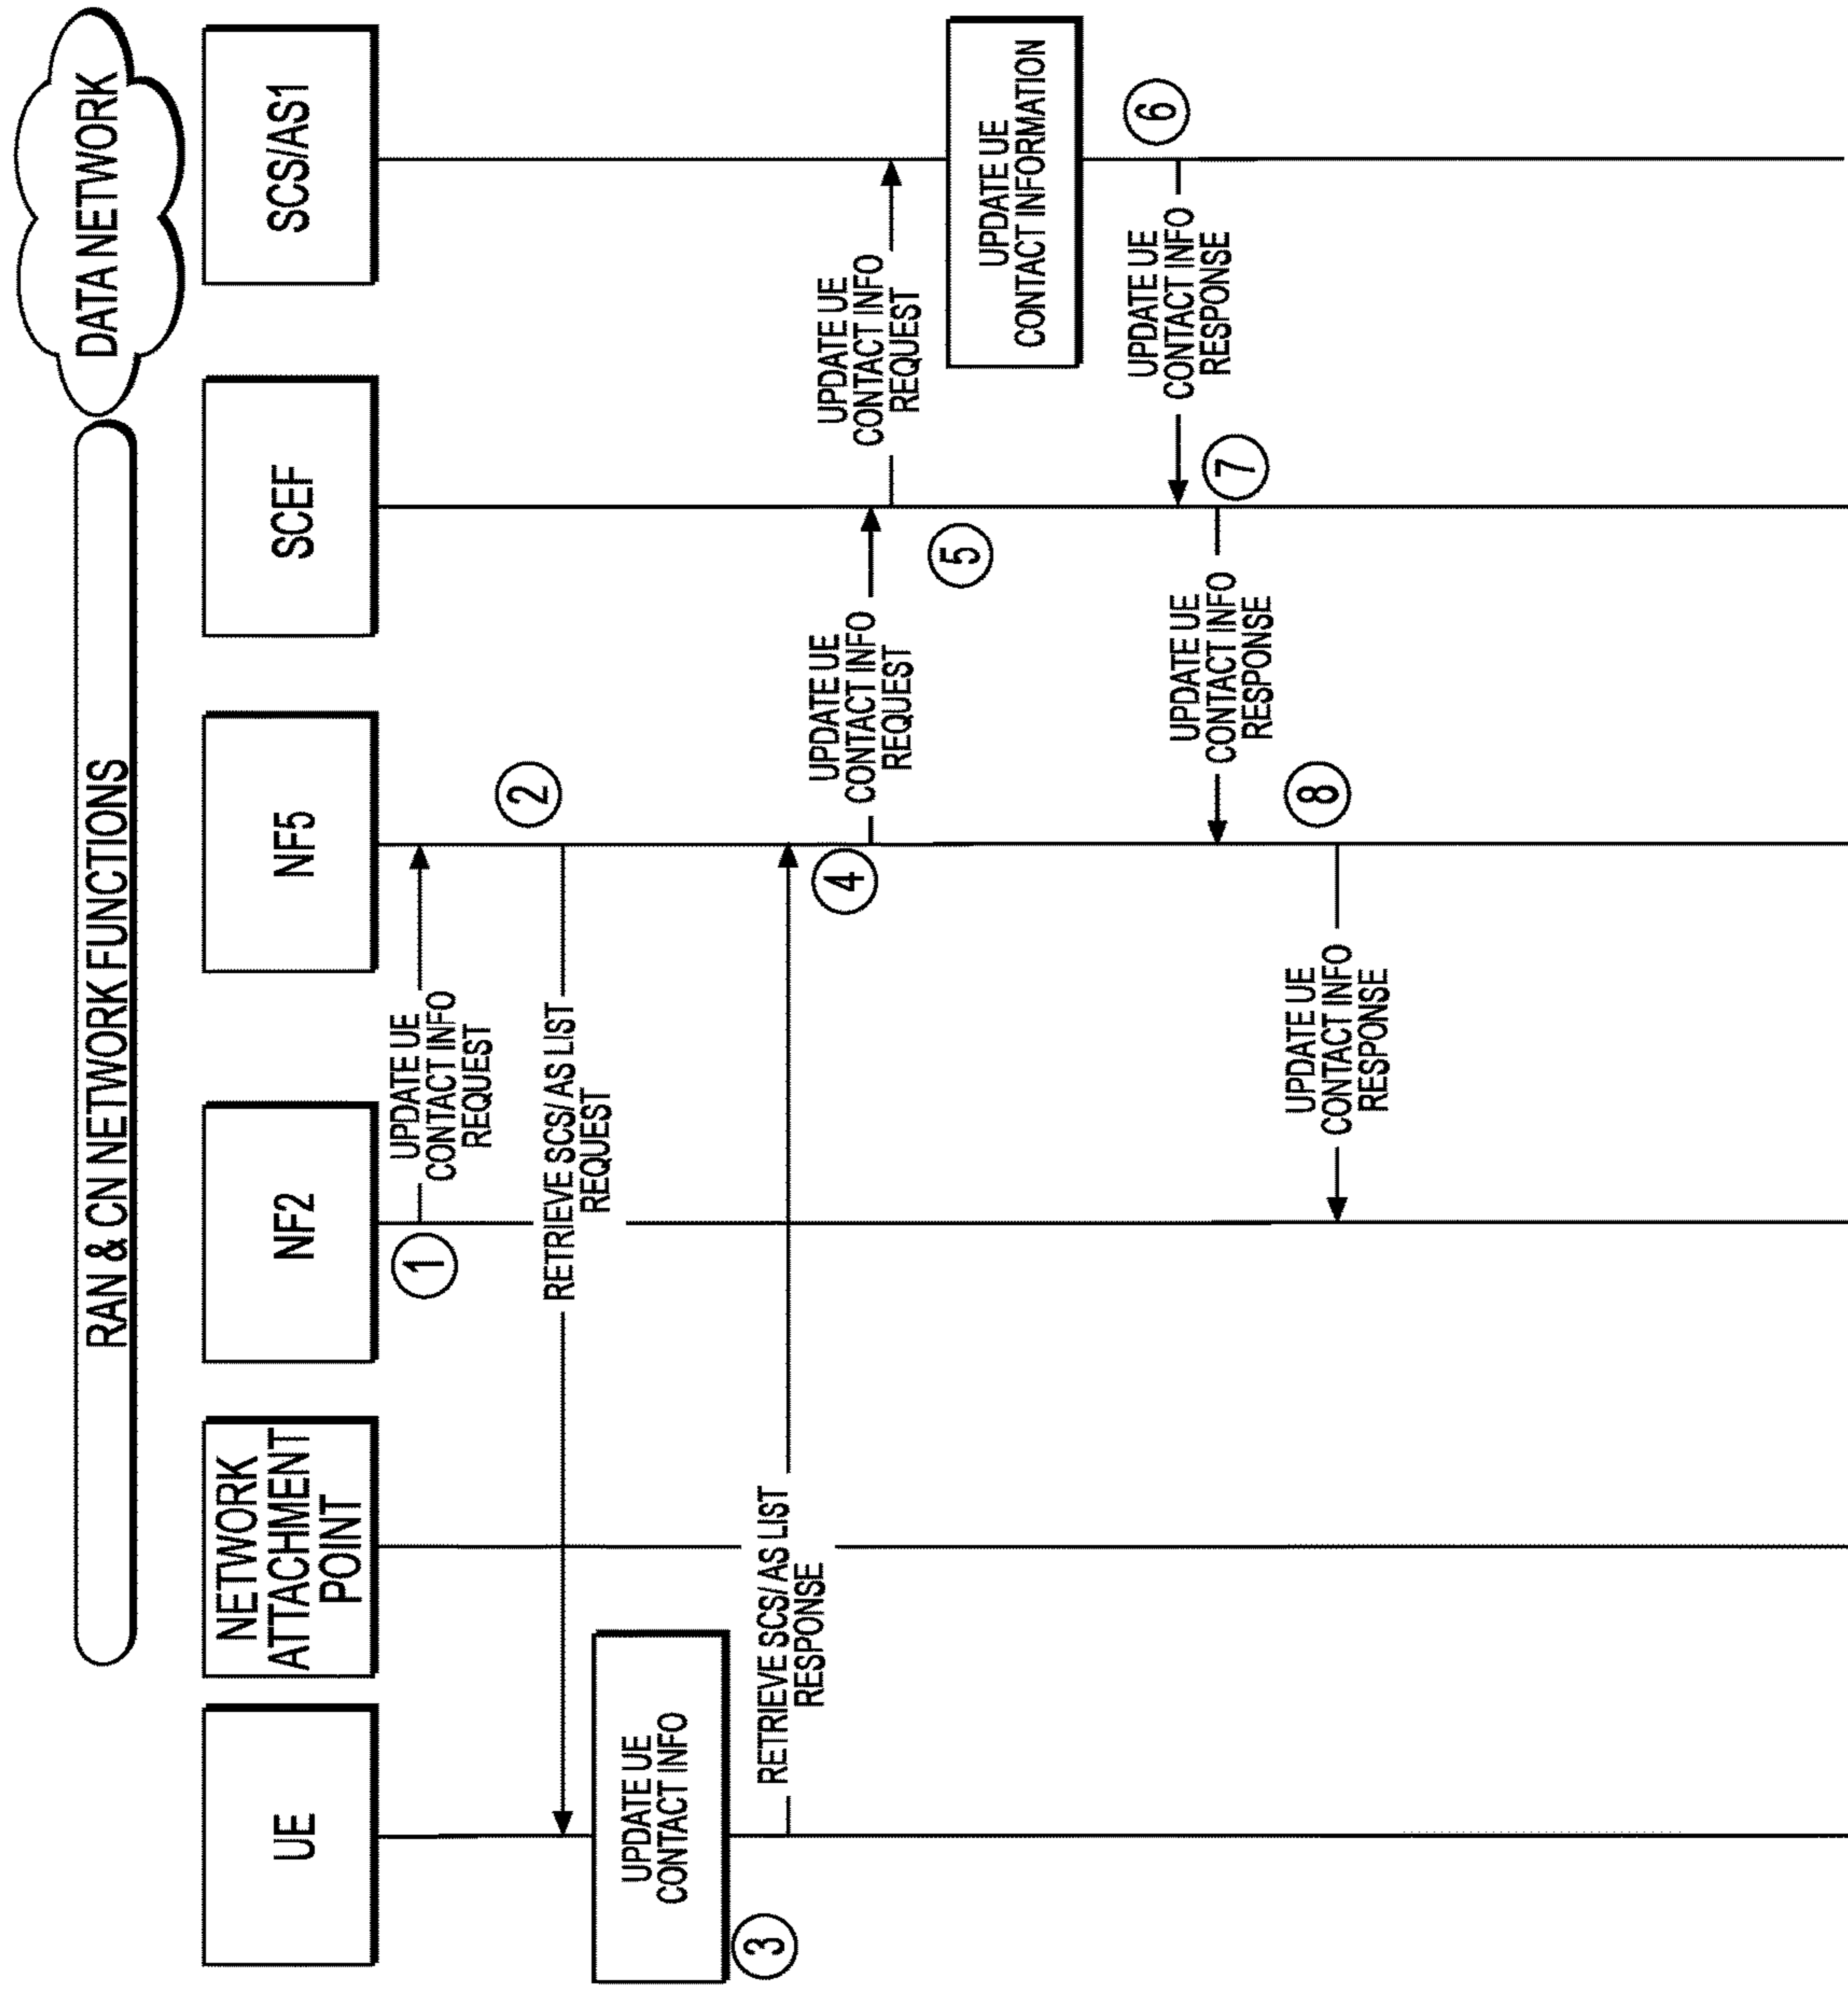 RAN & CN NETWORK FUNCTIONS
DATA NETWORK
UE
NETWORK
ATTACHMENT
POINT
NF2
NF5
SCEF
SCS/AS1
1
UPDATE UE
CONTACT INFO
REQUEST
2
RETRIEVE SCS/ AS LIST
REQUEST
UPDATE UE
CONTACT INFO
3
RETRIEVE SCS/ AS LIST
RESPONSE
4
UPDATE UE
CONTACT INFO
REQUEST
5
UPDATE UE
CONTACT INFO
REQUEST
UPDATE UE
CONTACT INFORMATION
6
UPDATE UE
CONTACT INFO
RESPONSE
7
UPDATE UE
CONTACT INFO
RESPONSE
8
UPDATE UE
CONTACT INFO
RESPONSE